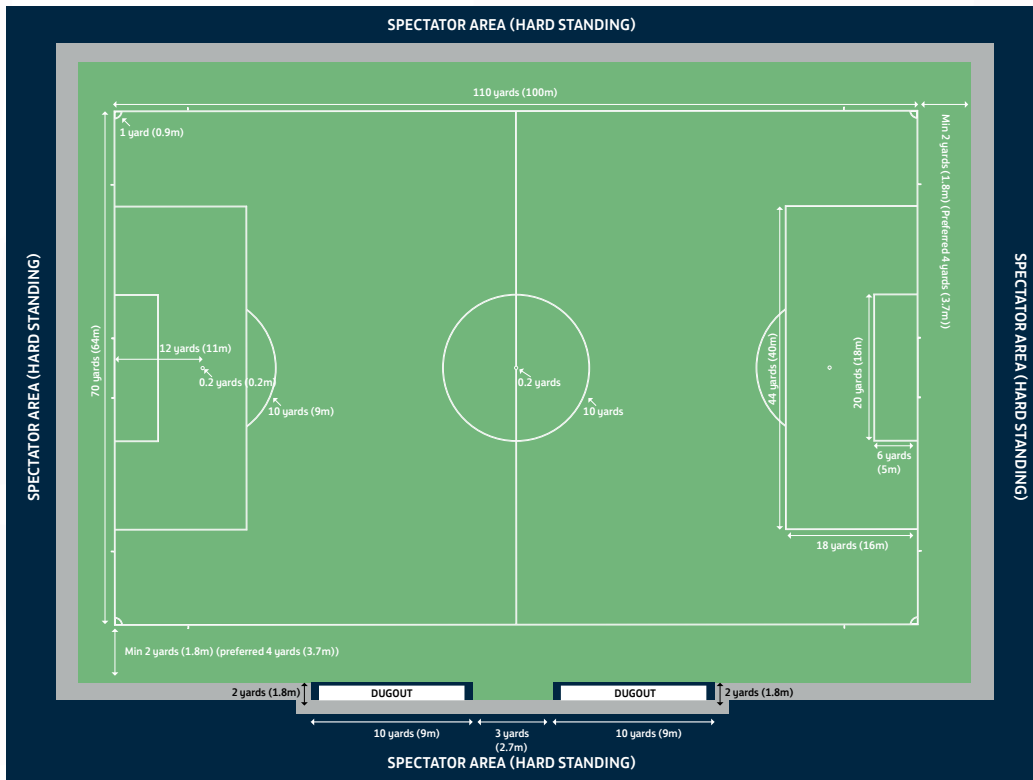 SPECTATOR AREA (HARD STANDING)
110 yards (100m)
1 yard (0.9m)
Min 2 yards (1.8m) (Preferred 4 yards (3.7m))
SPECTATOR AREA (HARD STANDING)
SPECTATOR AREA (HARD STANDING)
70 yards (64m)
12 yards (11m)
0.2 yards (0.2m)
10 yards (9m)
0.2 yards
10 yards
44 yards (40m)
20 yards (18m)
6 yards
(5m)
18 yards (16m)
Min 2 yards (1.8m) (preferred 4 yards (3.7m))
2 yards (1.8m)
DUGOUT
DUGOUT
2 yards (1.8m)
10 yards (9m)
3 yards
(2.7m)
10 yards (9m)
SPECTATOR AREA (HARD STANDING)